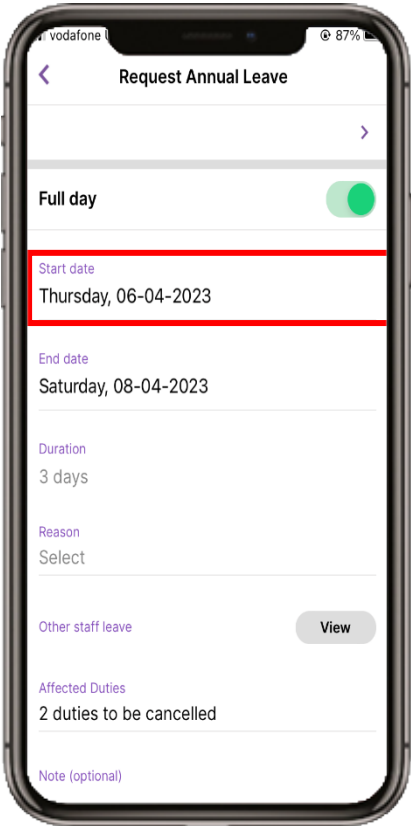 vodafone
87%
Request Annual Leave
Full day
Start date
Thursday, 06-04-2023
End date
Saturday, 08-04-2023
Duration
3 days
Reason
Select
Other staff leave
View
Affected Duties
2 duties to be cancelled
Note (optional)